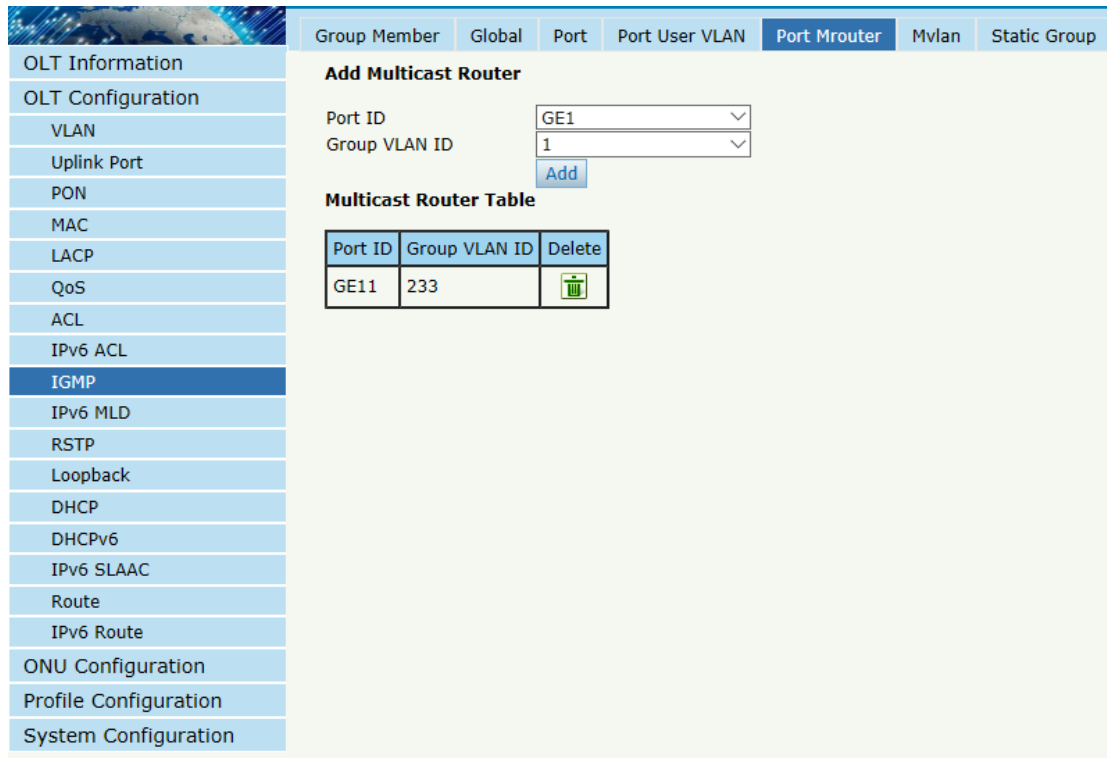 Group Member Global Port Port User VLAN Port Mrouter Mvlan Static Group
OLT Information
OLT Configuration
VLAN
Uplink Port
PON
MAC
LACP
QoS
ACL
IPv6 ACL
IGMP
IPv6 MLD
RSTP
Loopback
DHCP
DHCPv6
IPv6 SLAAC
Route
IPv6 Route
ONU Configuration
Profile Configuration
System Configuration
Add Multicast Router
Port ID GE1
Group VLAN ID 1
Add
Multicast Router Table
Port ID Group VLAN ID Delete
GE11 233